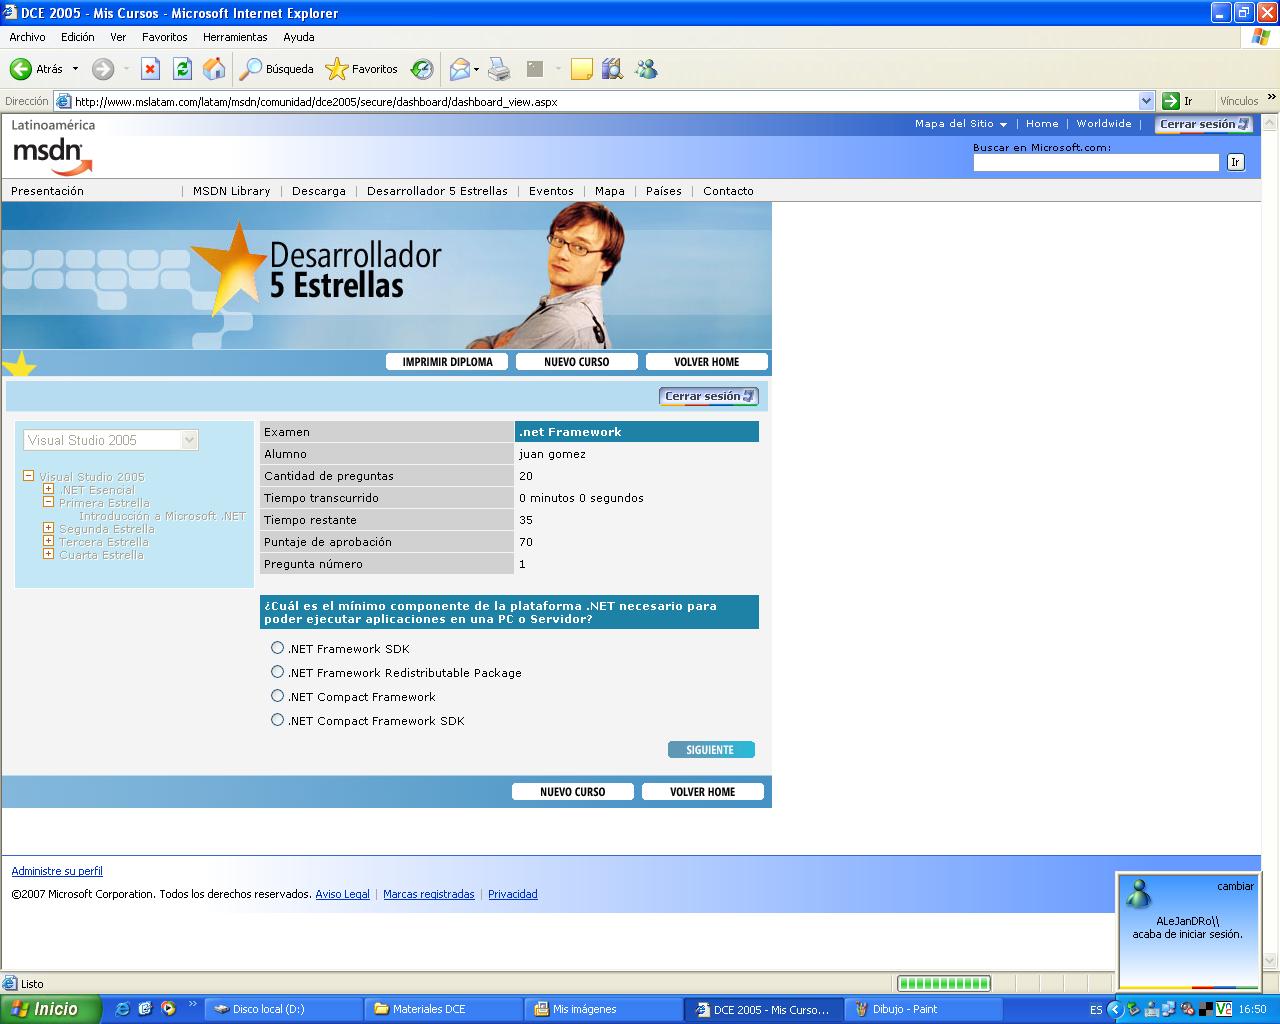 DCE 2005 - Mis Cursos - Microsoft Internet Explorer
Archivo Edición Ver Favoritos Herramientas Ayuda
Atrás Búsqueda Favoritos
Dirección http://www.mslatam.com/latam/msdn/comunidad/dce2005/secure/dashboard/dashboard_view.aspx Ir Vínculos »
Latinoamérica
Mapa del Sitio | Home | Worldwide | Cerrar sesión
msdn
Buscar en Microsoft.com:
Ir
Presentación | MSDN Library | Descarga | Desarrollador 5 Estrellas | Eventos | Mapa | Países | Contacto
Desarrollador
5 Estrellas
IMPRIMIR DIPLOMA NUEVO CURSO VOLVER HOME
Cerrar sesión
Visual Studio 2005
Visual Studio 2005
.NET Esencial
Primera Estrella
Introducción a Microsoft .NET
Segunda Estrella
Tercera Estrella
Cuarta Estrella
Examen .net Framework
Alumno juan gomez
Cantidad de preguntas 20
Tiempo transcurrido 0 minutos 0 segundos
Tiempo restante 35
Puntaje de aprobación 70
Pregunta número 1
¿Cuál es el mínimo componente de la plataforma .NET necesario para
poder ejecutar aplicaciones en una PC o Servidor?
.NET Framework SDK
.NET Framework Redistributable Package
.NET Compact Framework
.NET Compact Framework SDK
SIGUIENTE
NUEVO CURSO VOLVER HOME
Administre su perfil
©2007 Microsoft Corporation. Todos los derechos reservados. Aviso Legal | Marcas registradas | Privacidad
cambiar
ALeJanDRo\\
acaba de iniciar sesión.
Listo
Inicio » Disco local (D:) Materiales DCE Mis imágenes DCE 2005 - Mis Curso... Dibujo - Paint ES 16:50